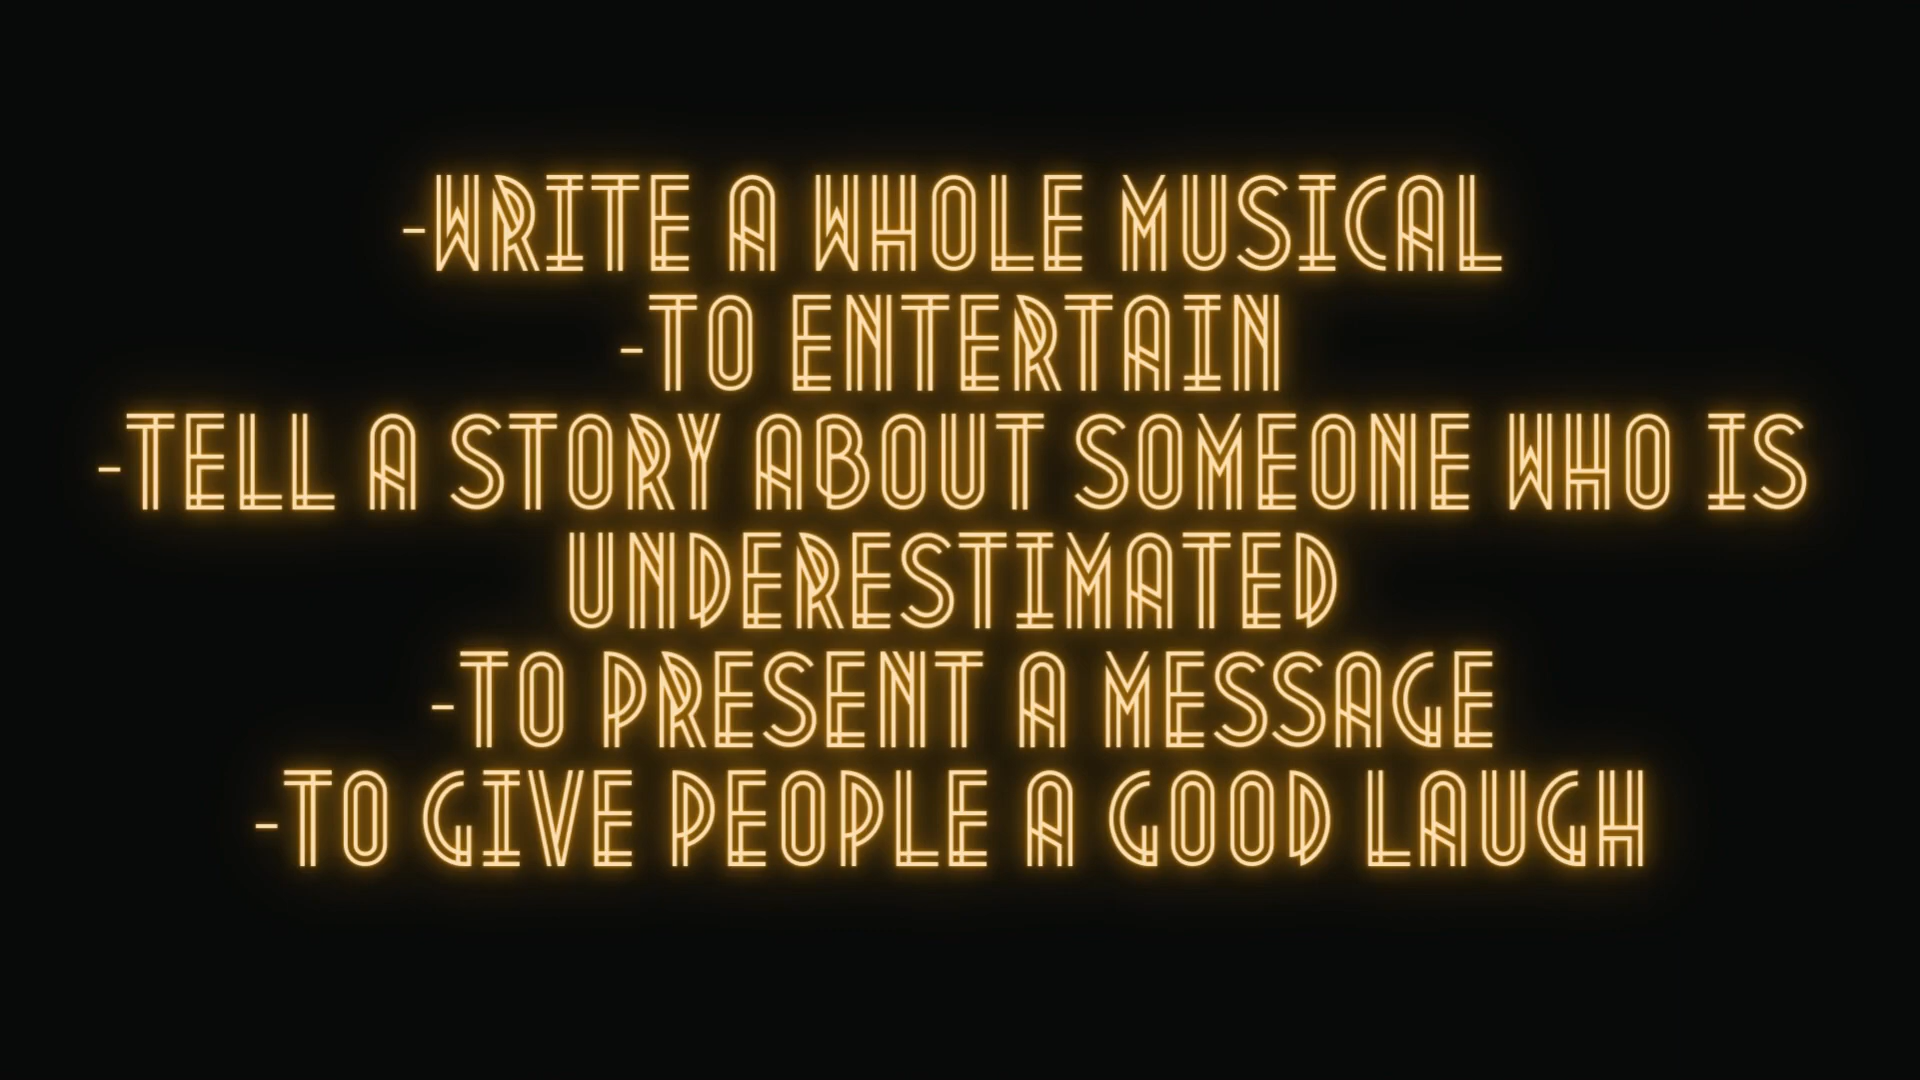 -WRITE A WHOLE MUSICAL
-TO ENTERTAIN
-TELL A STORY ABOUT SOMEONE WHO IS
UNDERESTIMATED
-TO PRESENT A MESSAGE
-TO GIVE PEOPLE A GOOD LAUGH